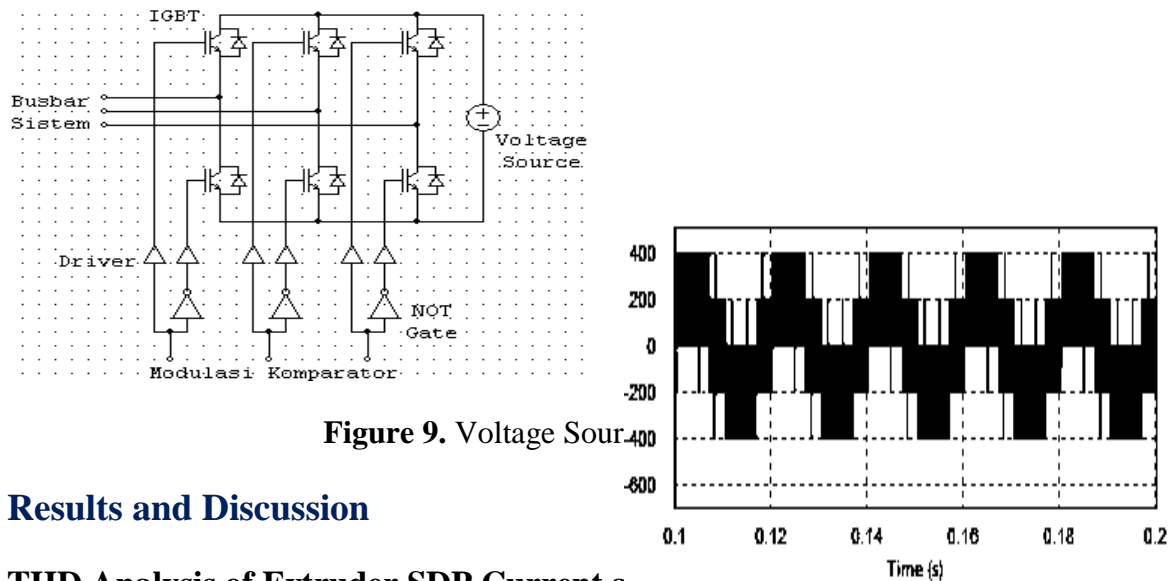 IGBT
Busbar
Sistem
Voltage
Source
Driver
NOT
Gate
Modulasi Komparator
Figure 9. Voltage Sour
400
200
0
-200
-400
-600
0.1 0.12 0.14 0.16 0.18 0.2
Time (s)
Results and Discussion
THD Analysis of Extruder SDP Current